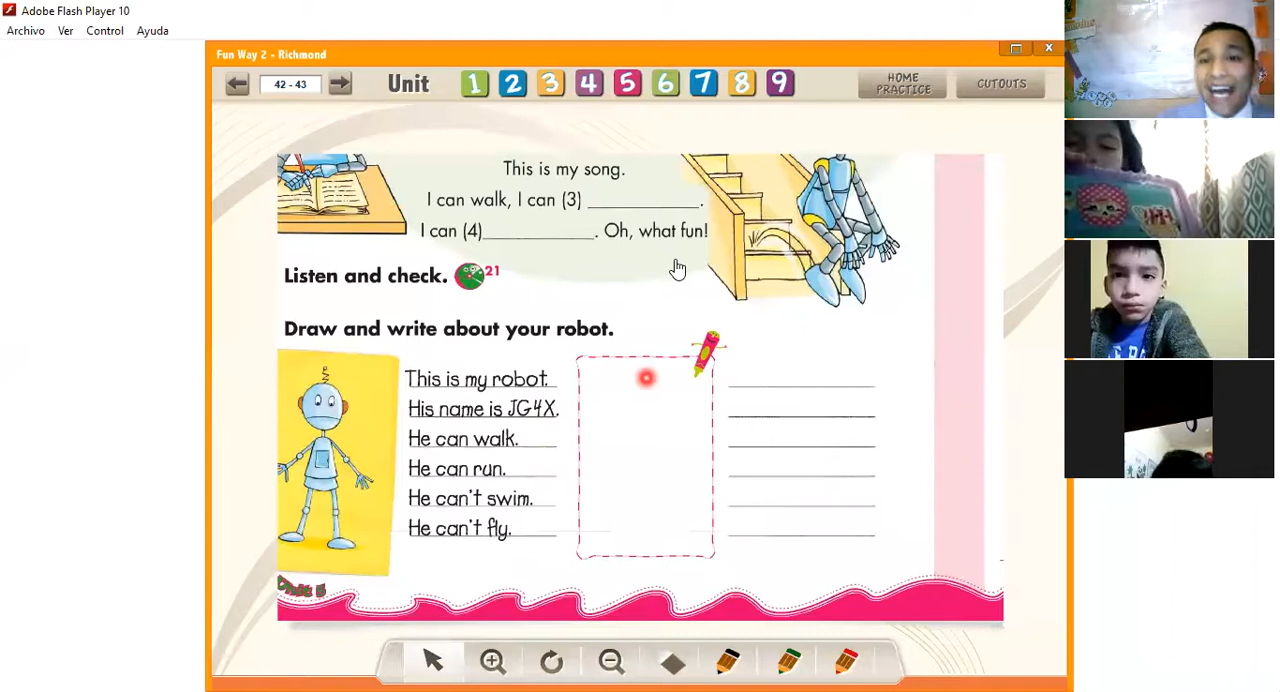 Adobe Flash Player 10
Archivo Ver Control Ayuda
Fun Way 2 - Richmond
42 - 43
Unit
1 2 3 4 5 6 7 8 9
HOME PRACTICE
CUTOUTS
This is my song.
I can walk, I can (3) ____________.
I can (4)____________. Oh, what fun!
Listen and check. 21
Draw and write about your robot.
This is my robot.
His name is JG4X.
He can walk.
He can run.
He can't swim.
He can't fly.